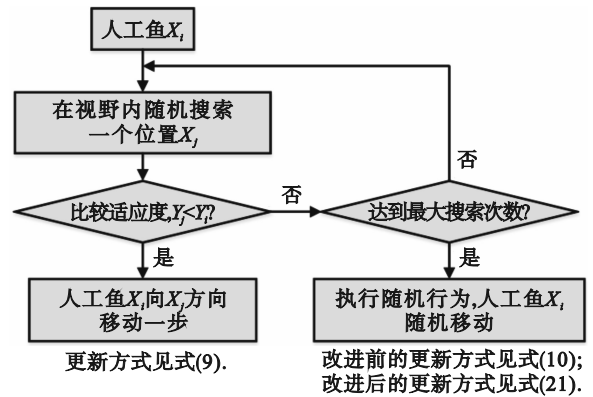 人工鱼Xi
在视野内随机搜索
一个位置Xj
否
比较适应度,Yj<Yi?
否
达到最大搜索次数?
是
是
人工鱼Xi向Xj方向
移动一步
执行随机行为,人工鱼Xi
随机移动
更新方式见式(9).
改进前的更新方式见式(10);
改进后的更新方式见式(21).